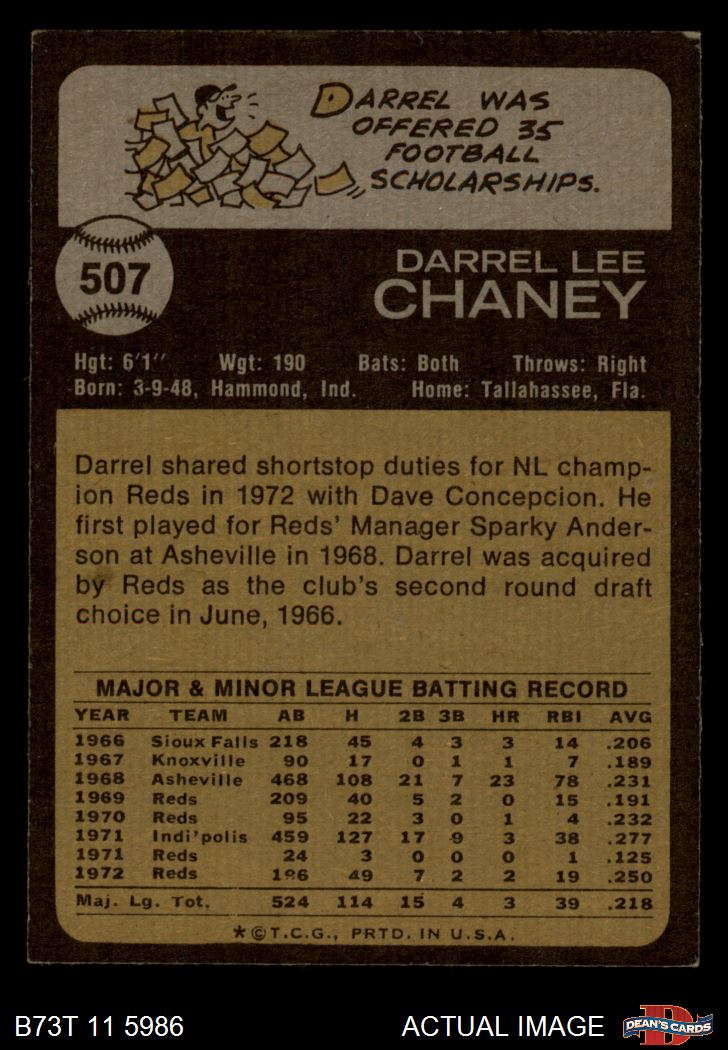 DARREL WAS
OFFERED 35
FOOTBALL
SCHOLARSHIPS.
507
DARREL LEE
CHANEY
Hgt: 6'1" Wgt: 190 Bats: Both Throws: Right
Born: 3-9-48, Hammond, Ind. Home: Tallahassee, Fla.
Darrel shared shortstop duties for NL champ-
ion Reds in 1972 with Dave Concepcion. He
first played for Reds' Manager Sparky Ander-
son at Asheville in 1968. Darrel was acquired
by Reds as the club's second round draft
choice in June, 1966.
MAJOR & MINOR LEAGUE BATTING RECORD
YEAR TEAM AB H 2B 3B HR RBI AVG
1966 Sioux Falls 218 45 4 3 3 14 .206
1967 Knoxville 90 17 0 1 1 7 .189
1968 Asheville 468 108 21 7 23 78 .231
1969 Reds 209 40 5 2 0 15 .191
1970 Reds 95 22 3 0 1 4 .232
1971 Indi'polis 459 127 17 9 3 38 .277
1971 Reds 24 3 0 0 0 1 .125
1972 Reds 196 49 7 2 2 19 .250
Maj. Lg. Tot. 524 114 15 4 3 39 .218
*©T.C.G., PRTD. IN U.S.A.
B73T 11 5986 ACTUAL IMAGE D DEAN'S CARDS